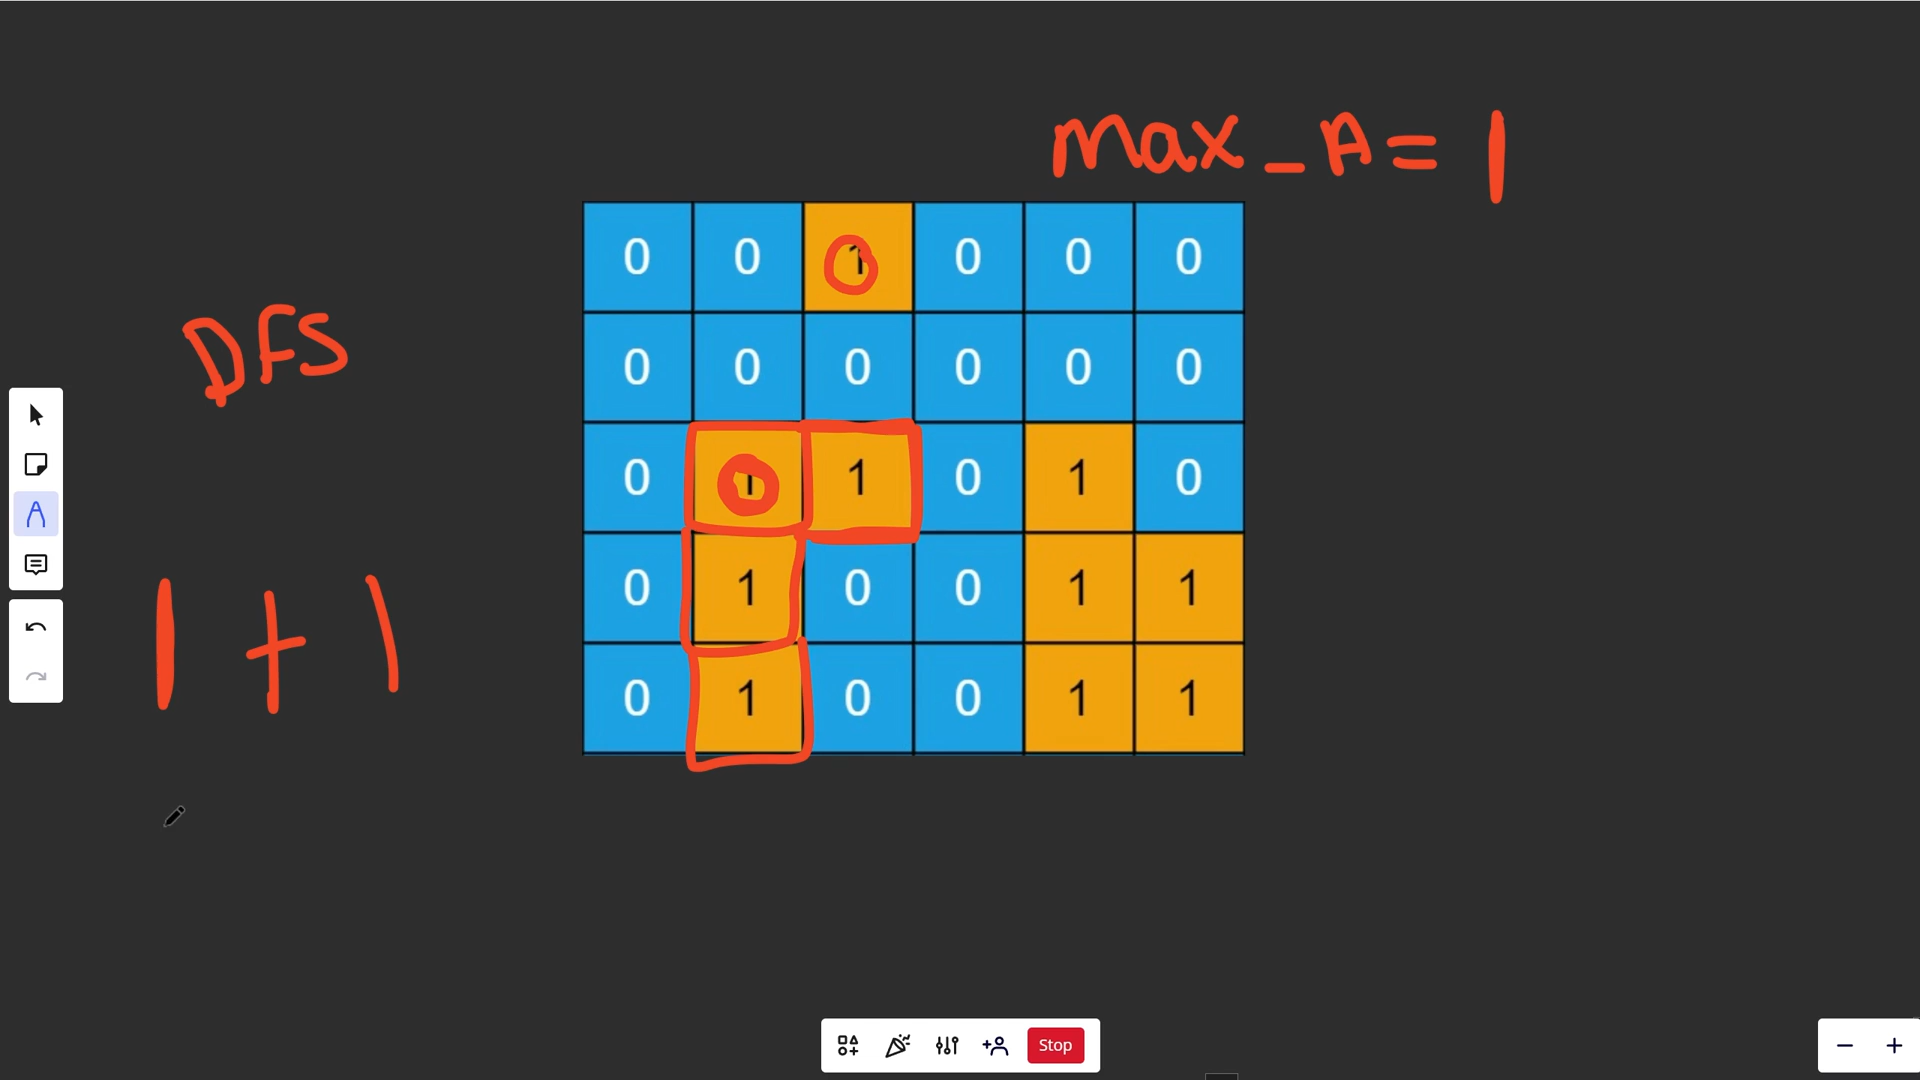 max_A= 1
0 0 1 0 0 0
DFS
0 0 0 0 0 0
0 1 1 0 1 0
0 1 0 0 1 1
1 + 1
0 1 0 0 1 1
Stop